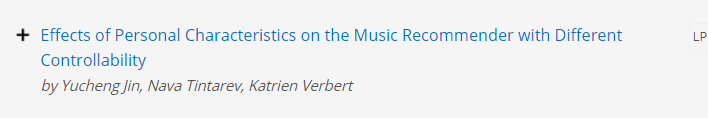 + Effects of Personal Characteristics on the Music Recommender with Different LP
Controllability
by Yucheng Jin, Nava Tintarev, Katrien Verbert